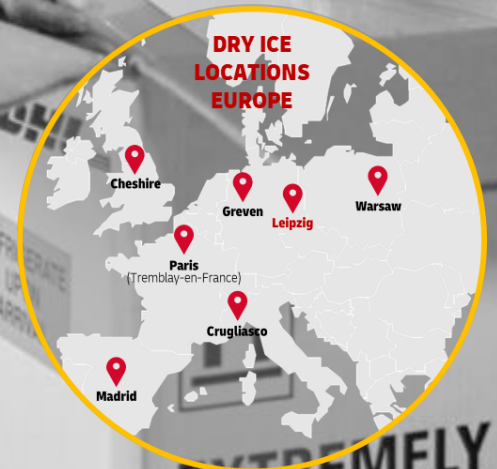 DRY ICE
LOCATIONS
EUROPE
Cheshire
Greven
Leipzig
Warsaw
Paris
(Tremblay-en-France)
Crugliasco
Madrid
EXTREMELY